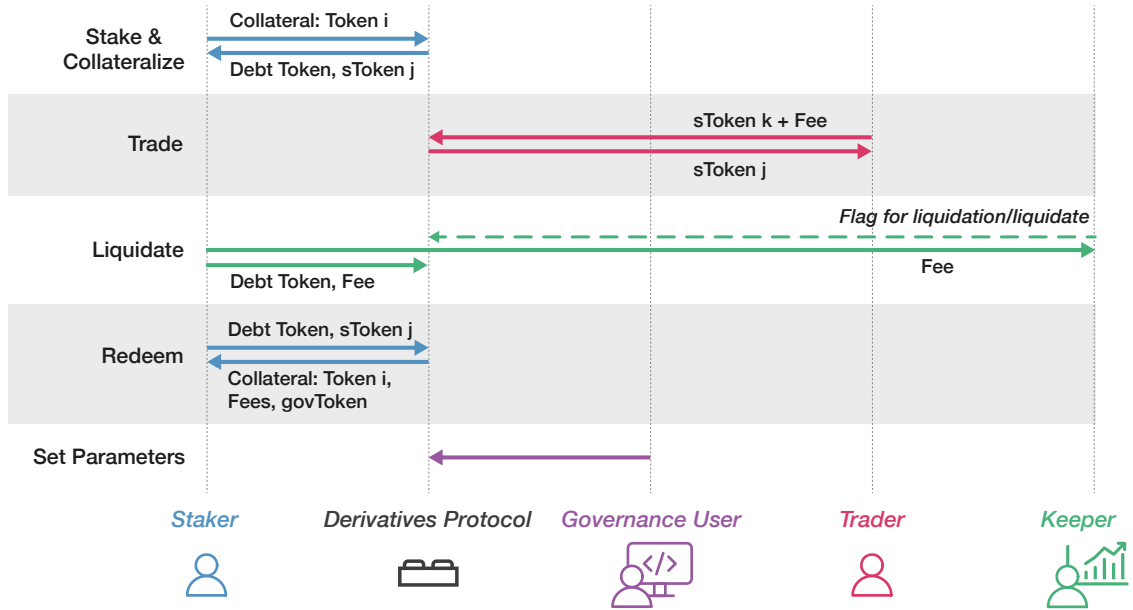 Stake &
Collateralize
Collateral: Token i
Debt Token, sToken j
Trade
sToken k + Fee
sToken j
Liquidate
Flag for liquidation/liquidate
Fee
Debt Token, Fee
Redeem
Debt Token, sToken j
Collateral: Token i,
Fees, govToken
Set Parameters
Staker
Derivatives Protocol
Governance User
Trader
Keeper
</>